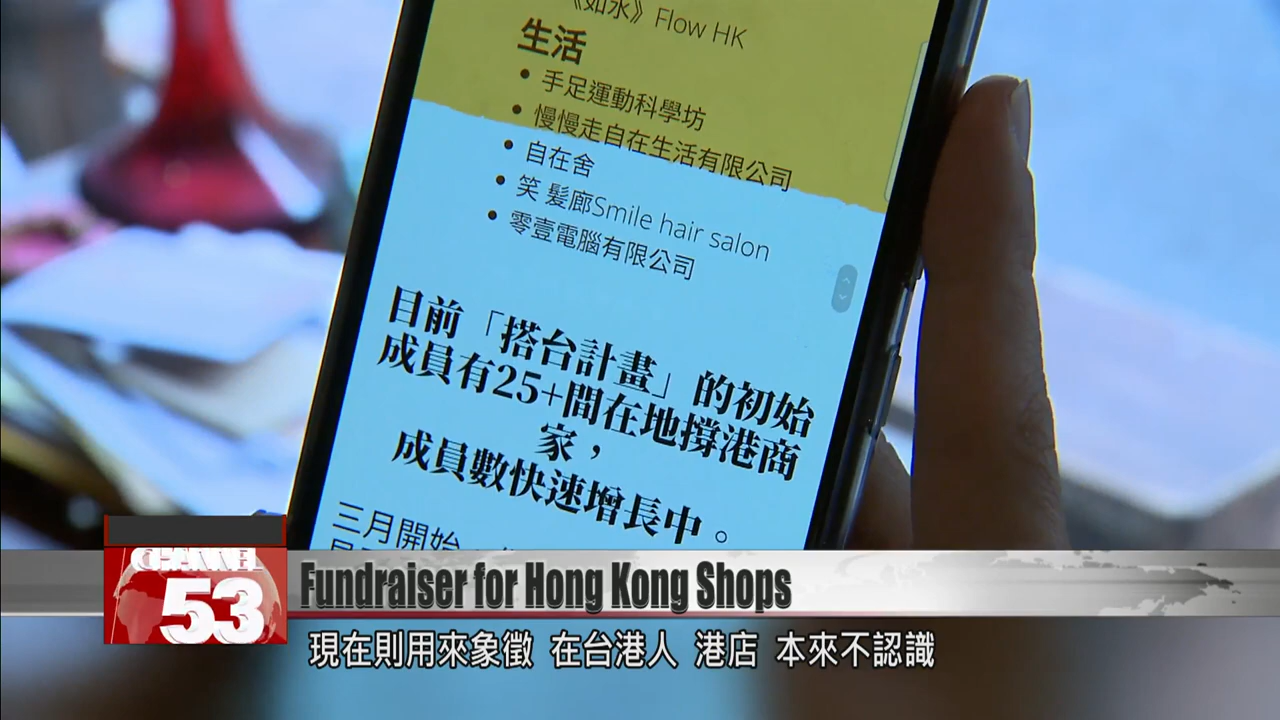 《如水》Flow HK
生活
• 手足運動科學坊
• 慢慢走自在生活有限公司
• 自在舍
• 笑 髮廊Smile hair salon
• 零壹電腦有限公司
目前「搭台計畫」的初始
成員有25+間在地撐港商
家，
成員數快速增長中。
三月開始
CHANNEL
53
Fundraiser for Hong Kong Shops
現在則用來象徵 在台港人 港店 本來不認識